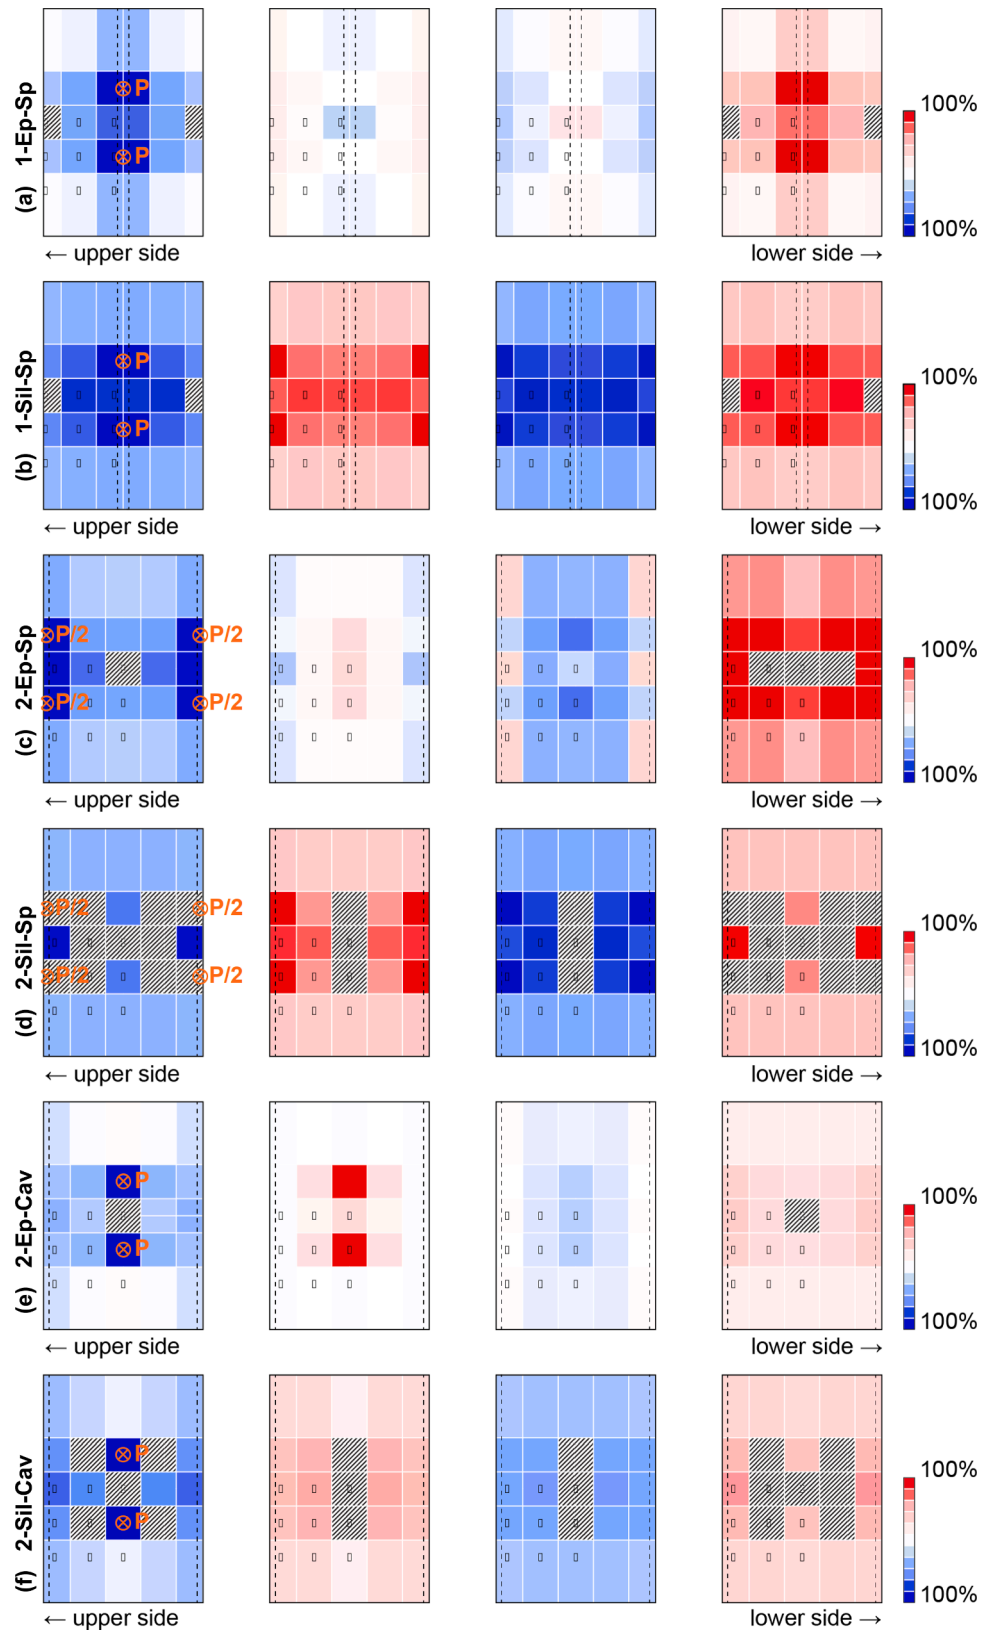 (a) 1-Ep-Sp
P
P
100%
100%
← upper side
lower side →
(b) 1-Sil-Sp
P
P
100%
100%
← upper side
lower side →
(c) 2-Ep-Sp
P/2
P/2
P/2
P/2
100%
100%
← upper side
lower side →
(d) 2-Sil-Sp
P/2
P/2
P/2
P/2
100%
100%
← upper side
lower side →
(e) 2-Ep-Cav
P
P
100%
100%
← upper side
lower side →
(f) 2-Sil-Cav
P
P
100%
100%
← upper side
lower side →